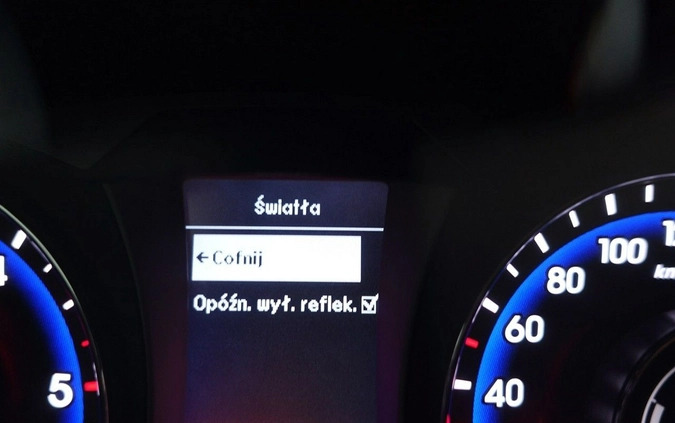 Światła
←Cofnij
Opóźn. wył. reflek. ☑
4
5
100
80
60
40